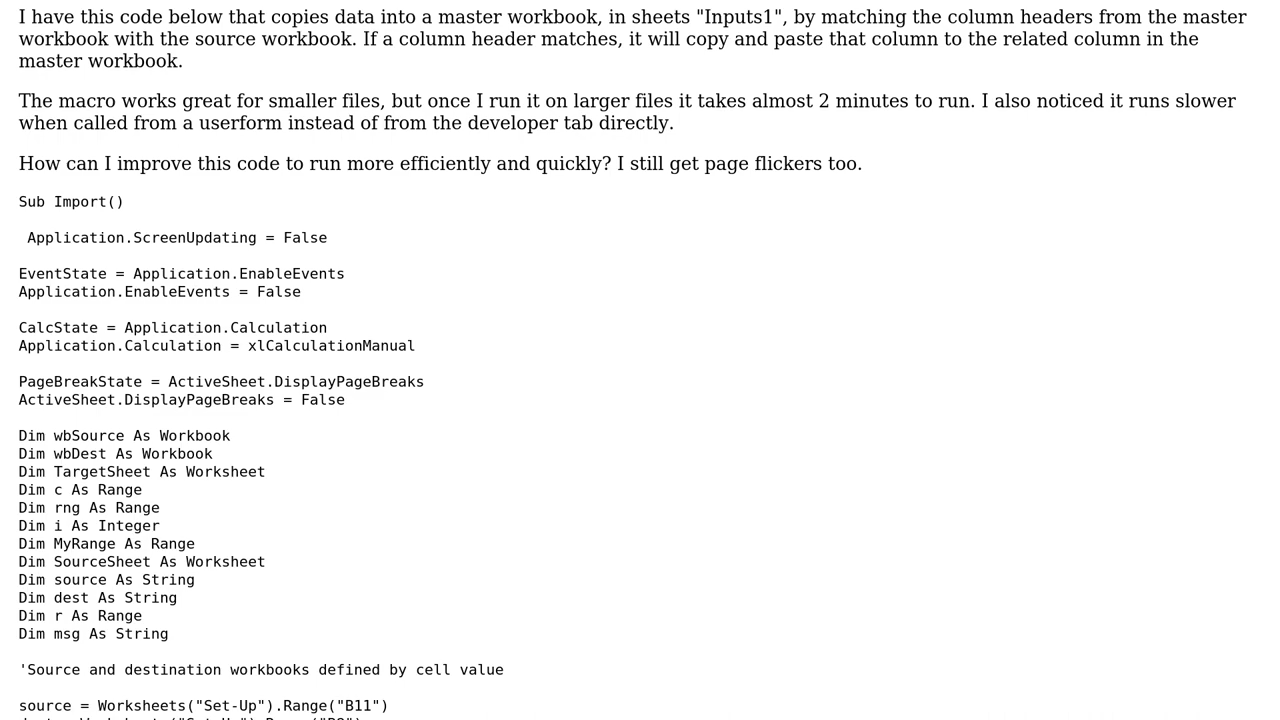 I have this code below that copies data into a master workbook, in sheets "Inputs1", by matching the column headers from the master
workbook with the source workbook. If a column header matches, it will copy and paste that column to the related column in the
master workbook.
The macro works great for smaller files, but once I run it on larger files it takes almost 2 minutes to run. I also noticed it runs slower
when called from a userform instead of from the developer tab directly.
How can I improve this code to run more efficiently and quickly? I still get page flickers too.
Sub Import()
Application.ScreenUpdating = False
EventState = Application.EnableEvents
Application.EnableEvents = False
CalcState = Application.Calculation
Application.Calculation = xlCalculationManual
PageBreakState = ActiveSheet.DisplayPageBreaks
ActiveSheet.DisplayPageBreaks = False
Dim wbSource As Workbook
Dim wbDest As Workbook
Dim TargetSheet As Worksheet
Dim c As Range
Dim rng As Range
Dim i As Integer
Dim MyRange As Range
Dim SourceSheet As Worksheet
Dim source As String
Dim dest As String
Dim r As Range
Dim msg As String
'Source and destination workbooks defined by cell value
source = Worksheets("Set-Up").Range("B11")